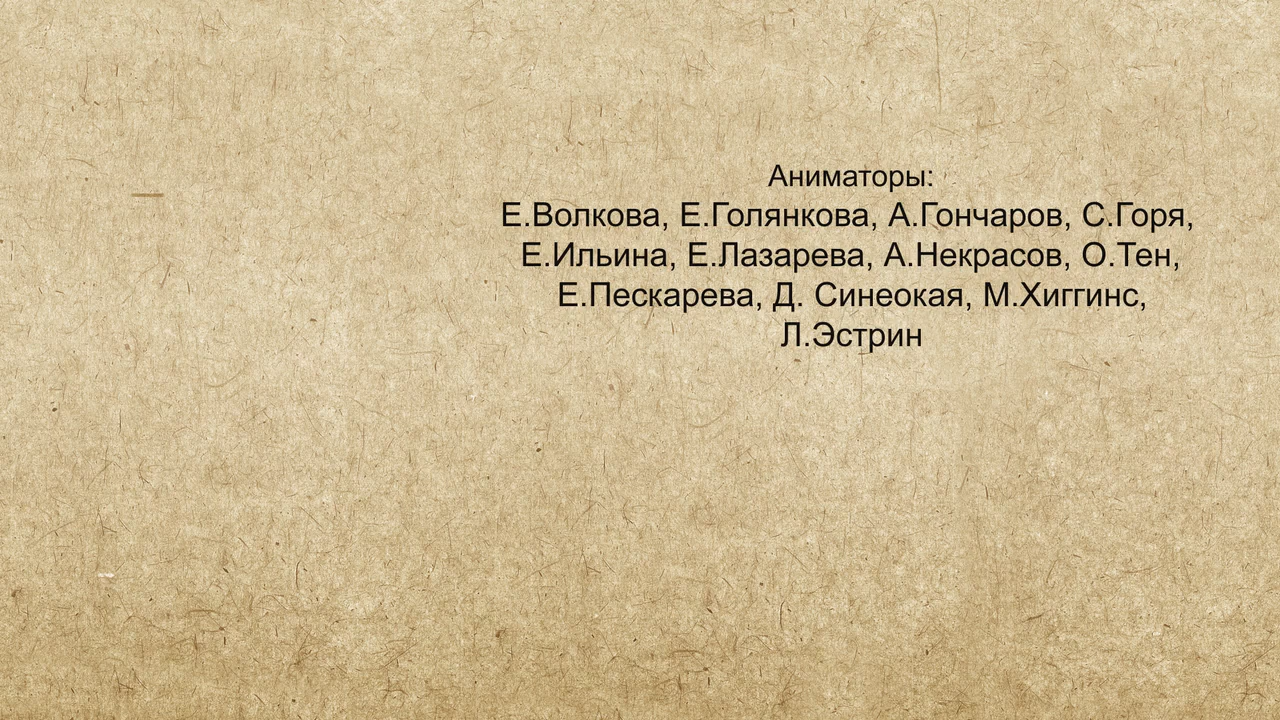 Аниматоры:
Е.Волкова, Е.Голянкова, А.Гончаров, С.Горя,
Е.Ильина, Е.Лазарева, А.Некрасов, О.Тен,
Е.Пескарева, Д. Синеокая, М.Хиггинс,
Л.Эстрин